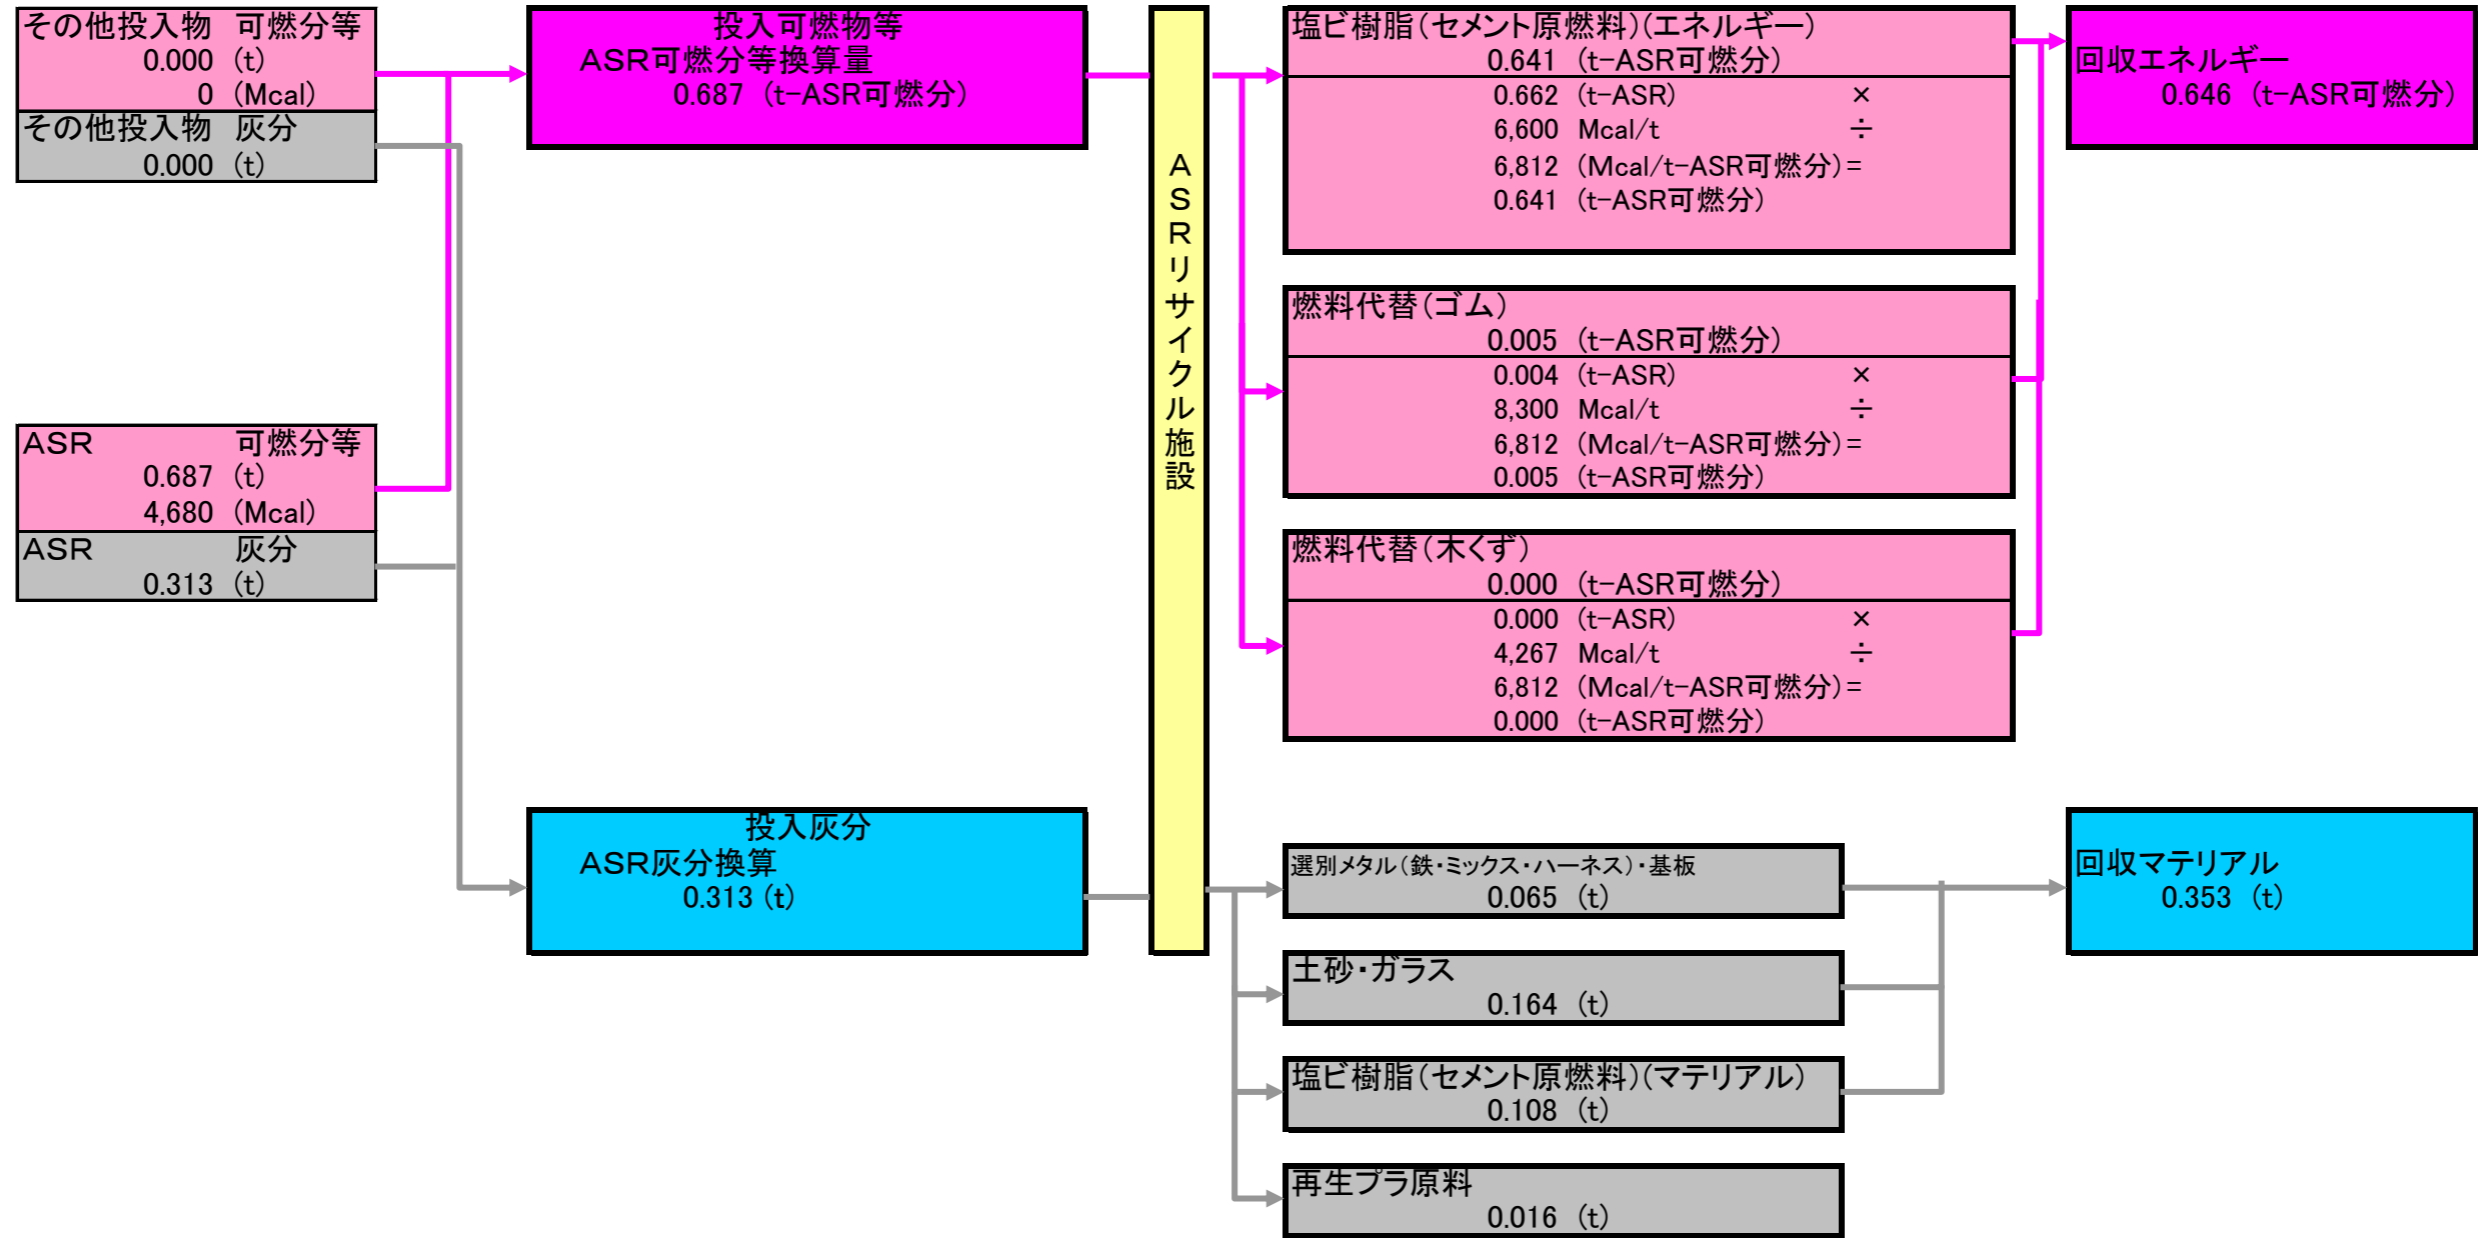 その他投入物 可燃分等
0.000 (t)
0 (Mcal)
その他投入物 灰分
0.000 (t)
ASR 可燃分等
0.687 (t)
4,680 (Mcal)
ASR 灰分
0.313 (t)
投入可燃物等
ASR可燃分等換算量
0.687 (t-ASR可燃分)
投入灰分
ASR灰分換算
0.313 (t)
ASRリサイクル施設
塩ビ樹脂(セメント原燃料)(エネルギー)
0.641 (t-ASR可燃分)
0.662 (t-ASR) ×
6,600 Mcal/t ÷
6,812 (Mcal/t-ASR可燃分)=
0.641 (t-ASR可燃分)
燃料代替(ゴム)
0.005 (t-ASR可燃分)
0.004 (t-ASR) ×
8,300 Mcal/t ÷
6,812 (Mcal/t-ASR可燃分)=
0.005 (t-ASR可燃分)
燃料代替(木くず)
0.000 (t-ASR可燃分)
0.000 (t-ASR) ×
4,267 Mcal/t ÷
6,812 (Mcal/t-ASR可燃分)=
0.000 (t-ASR可燃分)
選別メタル(鉄・ミックス・ハーネス)・基板
0.065 (t)
土砂・ガラス
0.164 (t)
塩ビ樹脂(セメント原燃料)(マテリアル)
0.108 (t)
再生プラ原料
0.016 (t)
回収エネルギー
0.646 (t-ASR可燃分)
回収マテリアル
0.353 (t)